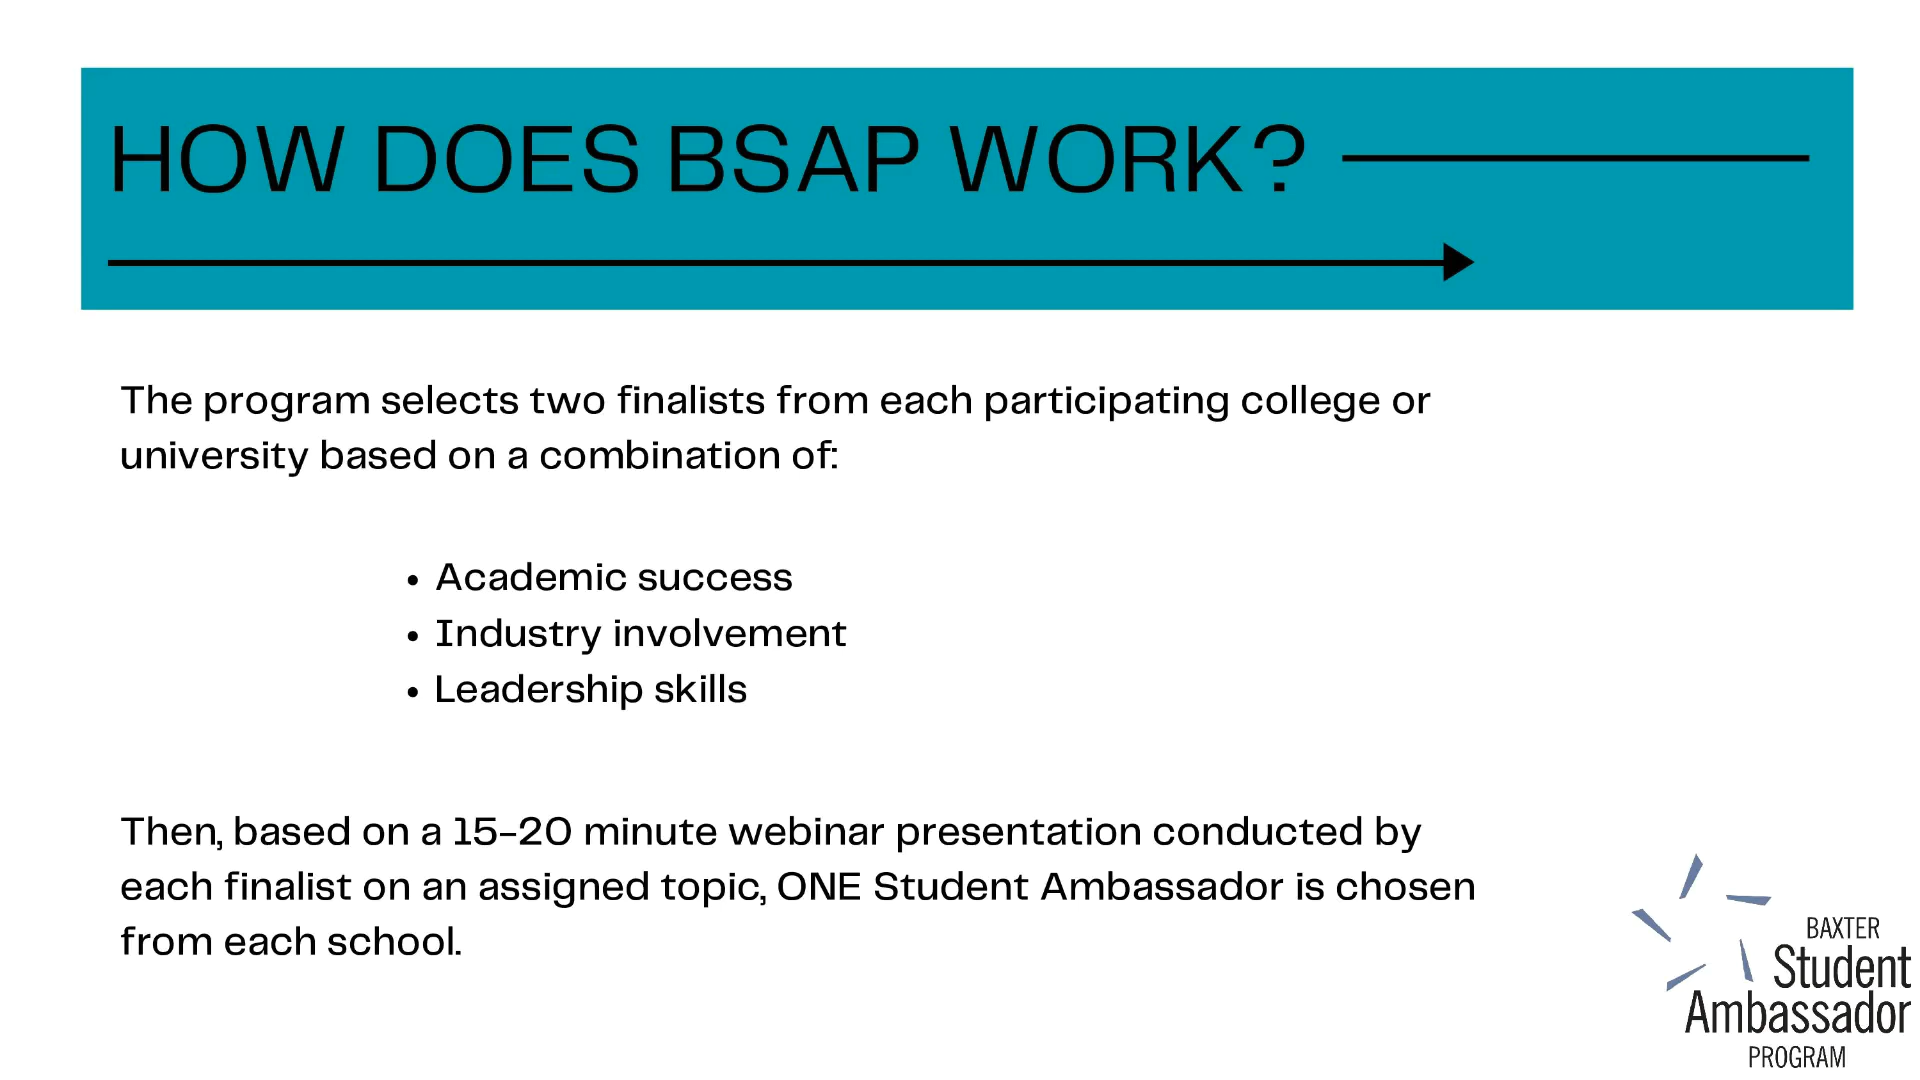 HOW DOES BSAP WORK?
The program selects two finalists from each participating college or
university based on a combination of:
• Academic success
• Industry involvement
• Leadership skills
Then, based on a 15-20 minute webinar presentation conducted by
each finalist on an assigned topic, ONE Student Ambassador is chosen
from each school.
BAXTER
Student
Ambassador
PROGRAM